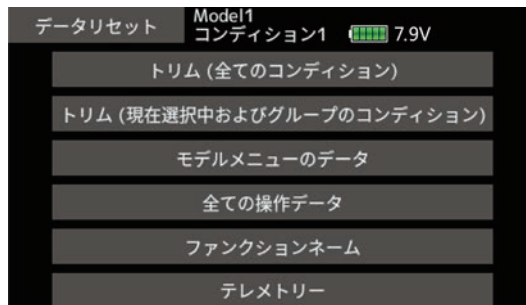 データリセット
Model1
コンディション1 7.9V
トリム (全てのコンディション)
トリム (現在選択中およびグループのコンディション)
モデルメニューのデータ
全ての操作データ
ファンクションネーム
テレメトリー